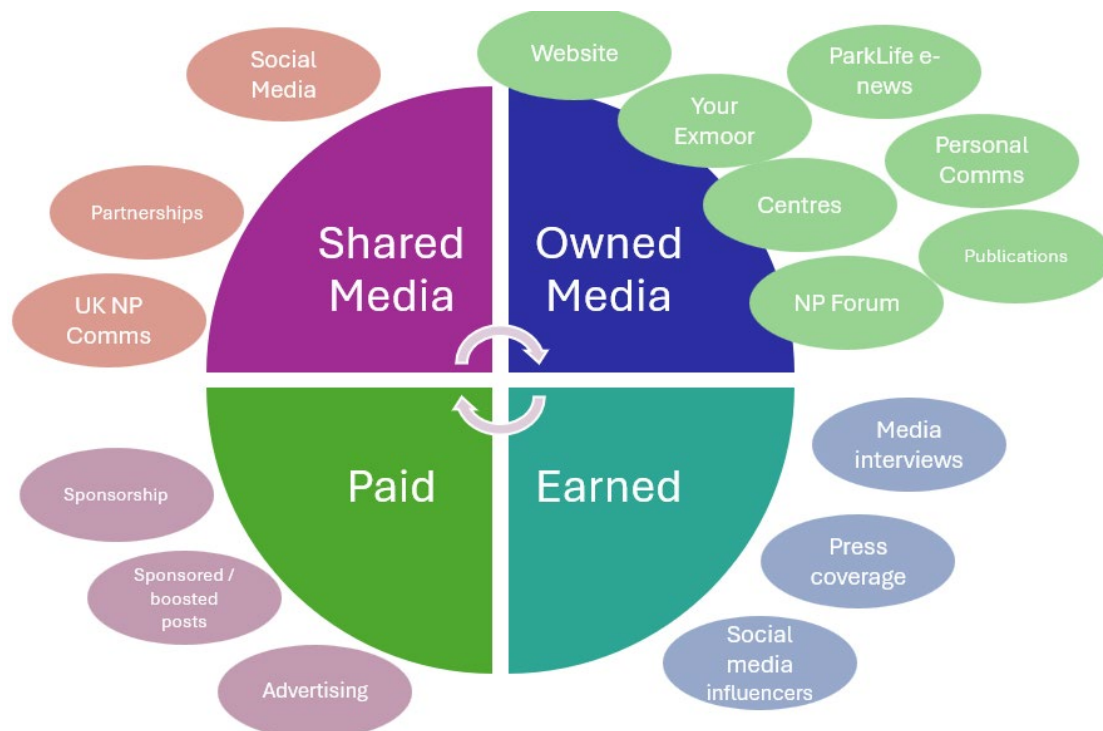 Social
Media
Partnerships
UK NP
Comms
Shared
Media
Website
ParkLife e-
news
Your
Exmoor
Personal
Comms
Centres
Publications
NP Forum
Owned
Media
Paid
Sponsorship
Sponsored /
boosted
posts
Advertising
Earned
Media
interviews
Press
coverage
Social
media
influencers